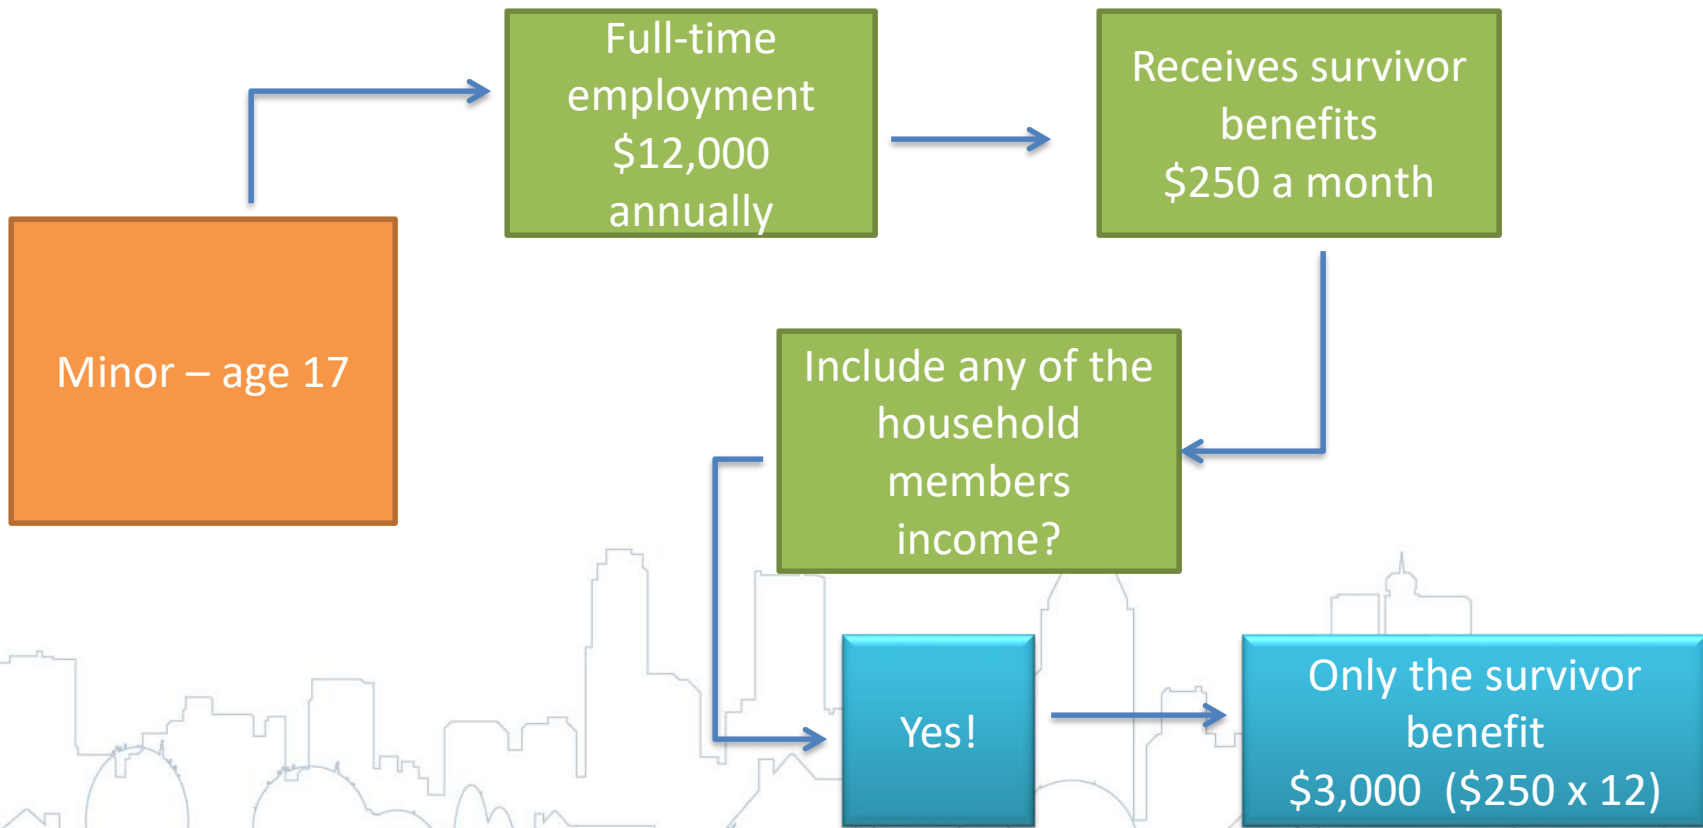 Full-time
employment
$12,000
annually
Receives survivor
benefits
$250 a month
Minor – age 17
Include any of the
household
members
income?
Yes!
Only the survivor
benefit
$3,000  ($250 x 12)